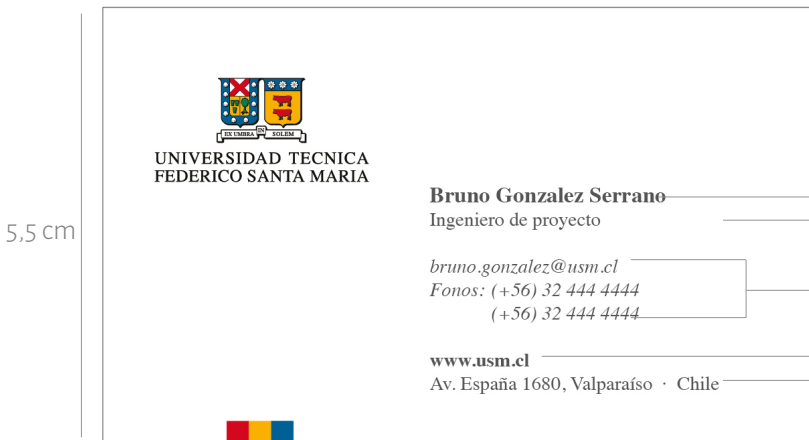 5,5 cm
EX UMBRA IN SOLEM
UNIVERSIDAD TECNICA
FEDERICO SANTA MARIA
Bruno Gonzalez Serrano
Ingeniero de proyecto
bruno.gonzalez@usm.cl
Fonos: (+56) 32 444 4444
(+56) 32 444 4444
www.usm.cl
Av. España 1680, Valparaíso · Chile